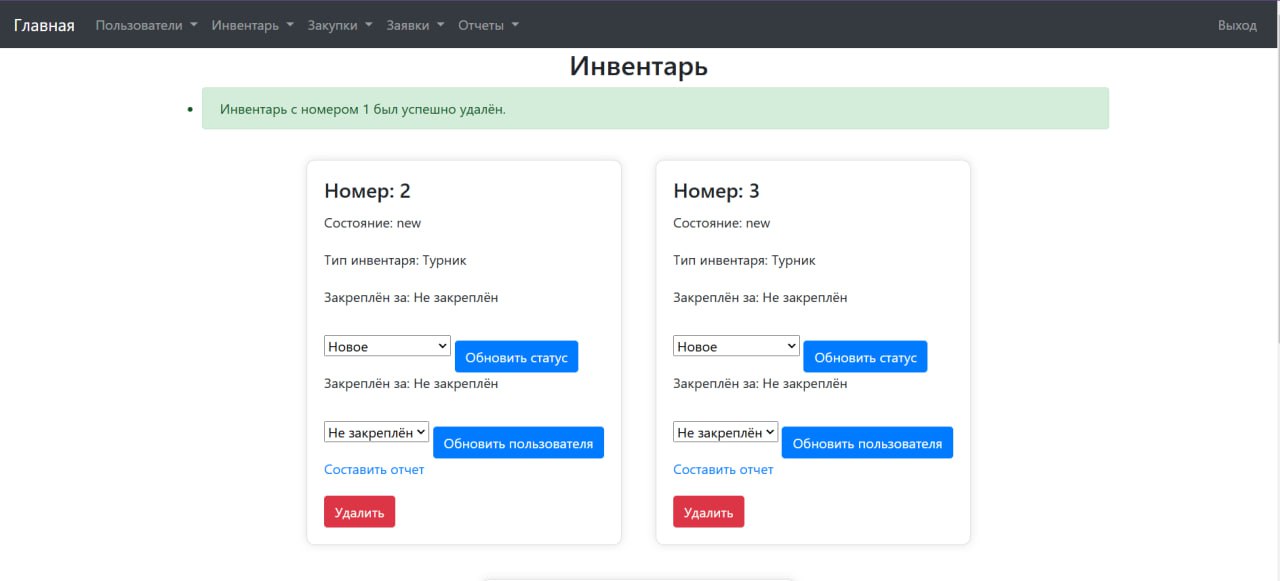 Главная Пользователи Инвентарь Закупки Заявки Отчеты Выход
Инвентарь
Инвентарь с номером 1 был успешно удалён.
Номер: 2
Состояние: new
Тип инвентаря: Турник
Закреплён за: Не закреплён
Новое Обновить статус
Закреплён за: Не закреплён
Не закреплён Обновить пользователя
Составить отчет
Удалить
Номер: 3
Состояние: new
Тип инвентаря: Турник
Закреплён за: Не закреплён
Новое Обновить статус
Закреплён за: Не закреплён
Не закреплён Обновить пользователя
Составить отчет
Удалить